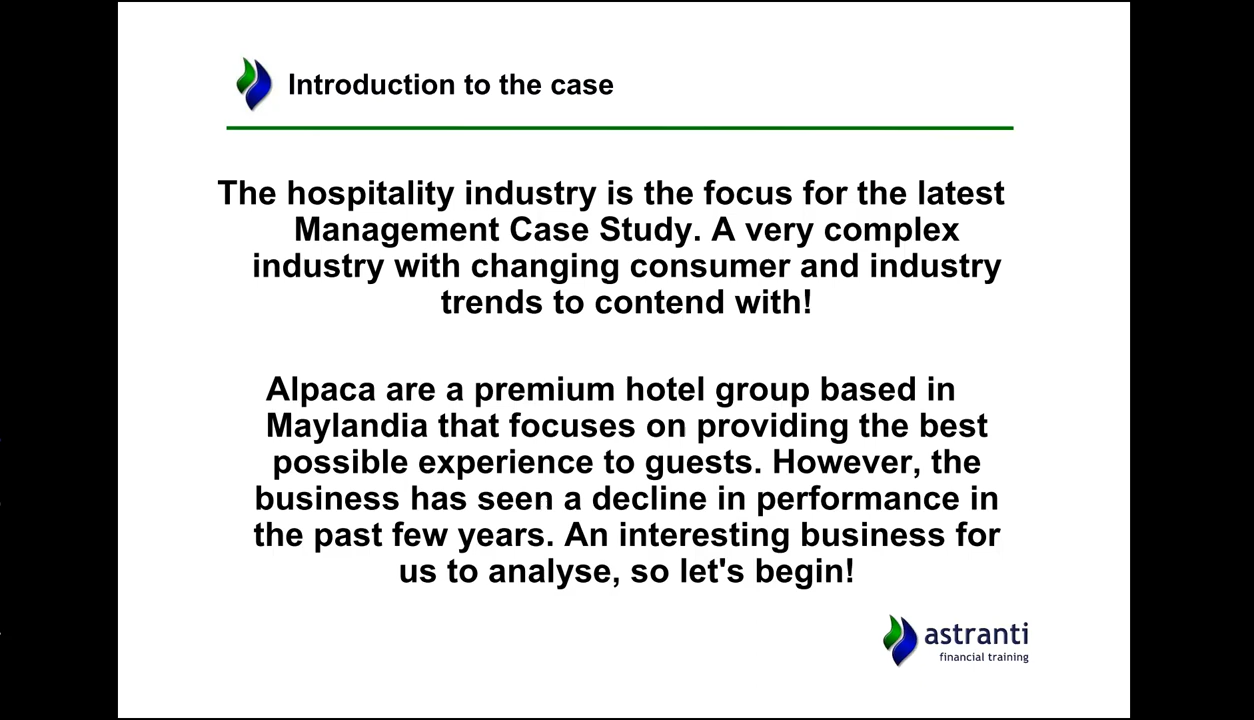 Introduction to the case
The hospitality industry is the focus for the latest
Management Case Study. A very complex
industry with changing consumer and industry
trends to contend with!
Alpaca are a premium hotel group based in
Maylandia that focuses on providing the best
possible experience to guests. However, the
business has seen a decline in performance in
the past few years. An interesting business for
us to analyse, so let's begin!
astranti
financial training